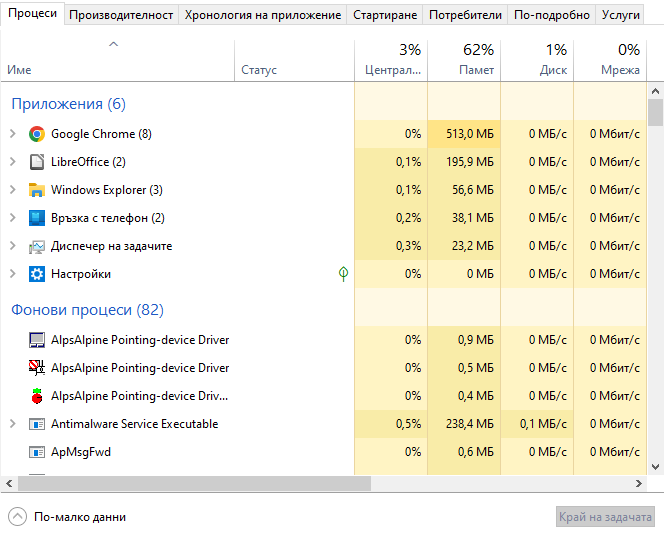 Процеси Производителност Хронология на приложение Стартиране Потребители По-подробно Услуги
3% 62% 1% 0%
Име Статус Централ... Памет Диск Мрежа
Приложения (6)
Google Chrome (8) 0% 513,0 МБ 0 МБ/с 0 Мбит/с
LibreOffice (2) 0,1% 195,9 МБ 0 МБ/с 0 Мбит/с
Windows Explorer (3) 0,1% 56,6 МБ 0 МБ/с 0 Мбит/с
Връзка с телефон (2) 0,2% 38,1 МБ 0 МБ/с 0 Мбит/с
Диспечер на задачите 0,3% 23,2 МБ 0 МБ/с 0 Мбит/с
Настройки 0% 0 МБ 0 МБ/с 0 Мбит/с
Фонови процеси (82)
AlpsAlpine Pointing-device Driver 0% 0,9 МБ 0 МБ/с 0 Мбит/с
AlpsAlpine Pointing-device Driver 0% 0,5 МБ 0 МБ/с 0 Мбит/с
AlpsAlpine Pointing-device Driv... 0% 0,4 МБ 0 МБ/с 0 Мбит/с
Antimalware Service Executable 0,5% 238,4 МБ 0,1 МБ/с 0 Мбит/с
ApMsgFwd 0% 0,6 МБ 0 МБ/с 0 Мбит/с
По-малко данни Край на задачата